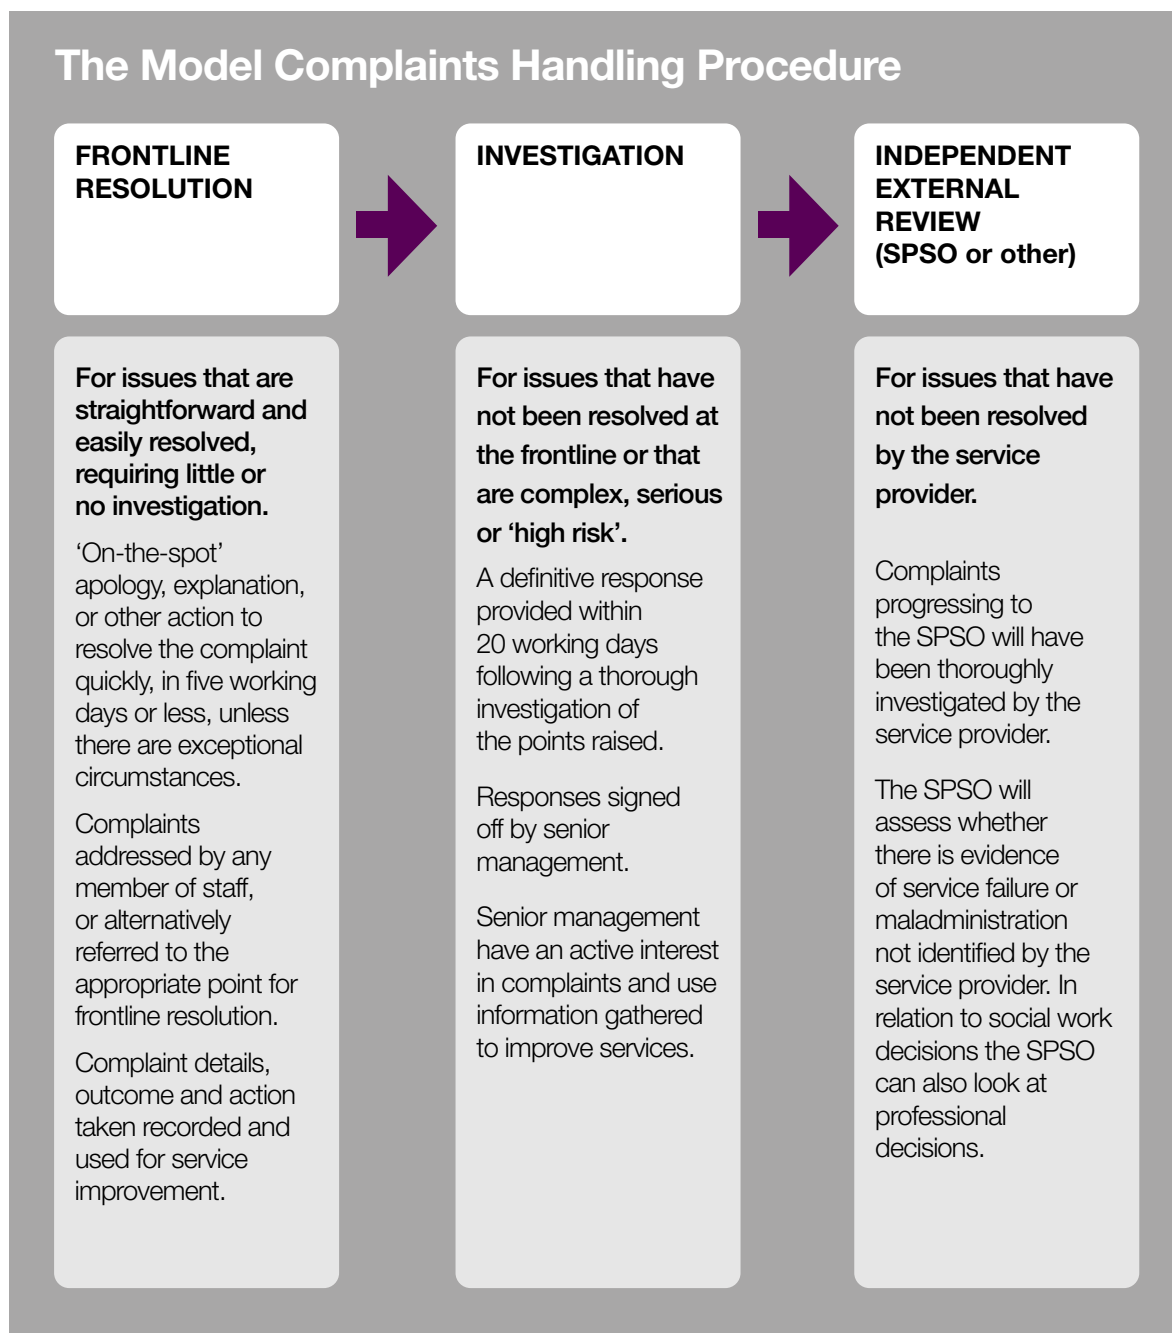 The Model Complaints Handling Procedure
FRONTLINE
RESOLUTION
INVESTIGATION
INDEPENDENT
EXTERNAL
REVIEW
(SPSO or other)
For issues that are
straightforward and
easily resolved,
requiring little or
no investigation.
‘On-the-spot’
apology, explanation,
or other action to
resolve the complaint
quickly, in five working
days or less, unless
there are exceptional
circumstances.
Complaints
addressed by any
member of staff,
or alternatively
referred to the
appropriate point for
frontline resolution.
Complaint details,
outcome and action
taken recorded and
used for service
improvement.
For issues that have
not been resolved at
the frontline or that
are complex, serious
or ‘high risk’.
A definitive response
provided within
20 working days
following a thorough
investigation of
the points raised.
Responses signed
off by senior
management.
Senior management
have an active interest
in complaints and use
information gathered
to improve services.
For issues that have
not been resolved
by the service
provider.
Complaints
progressing to
the SPSO will have
been thoroughly
investigated by the
service provider.
The SPSO will
assess whether
there is evidence
of service failure or
maladministration
not identified by the
service provider. In
relation to social work
decisions the SPSO
can also look at
professional
decisions.